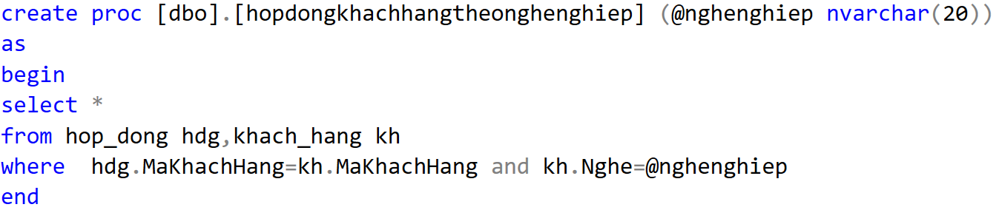 create proc [dbo].[hopdongkhachhangtheonghenghiep] (@nghenghiep nvarchar(20))
as
begin
select *
from hop_dong hdg,khach_hang kh
where  hdg.MaKhachHang=kh.MaKhachHang and kh.Nghe=@nghenghiep
end